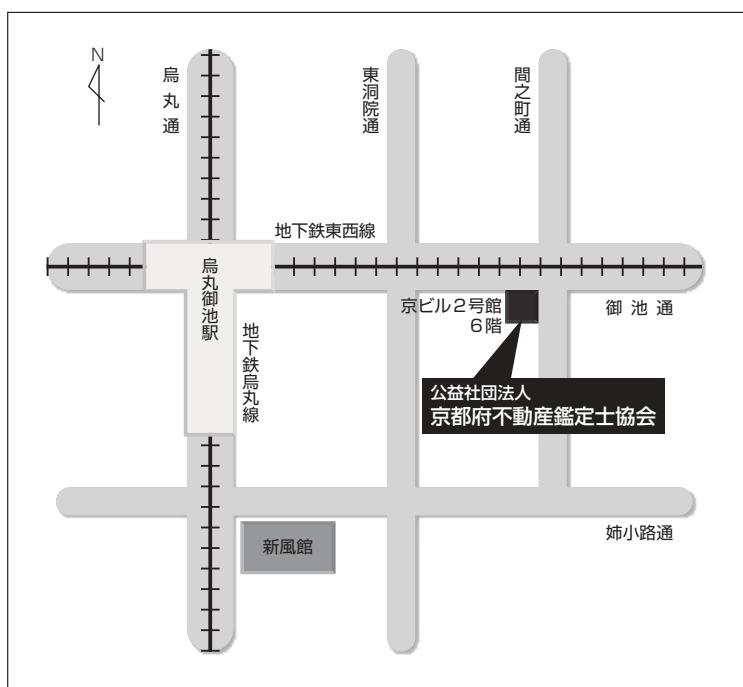 N
烏丸通
東洞院通
間之町通
地下鉄東西線
烏丸御池駅
地下鉄烏丸線
京ビル2号館
6階
御池通
公益社団法人
京都府不動産鑑定士協会
姉小路通
新風館